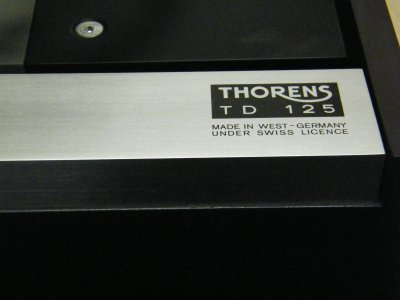 THORENS
TD 125
MADE IN WEST-GERMANY
UNDER SWISS LICENCE